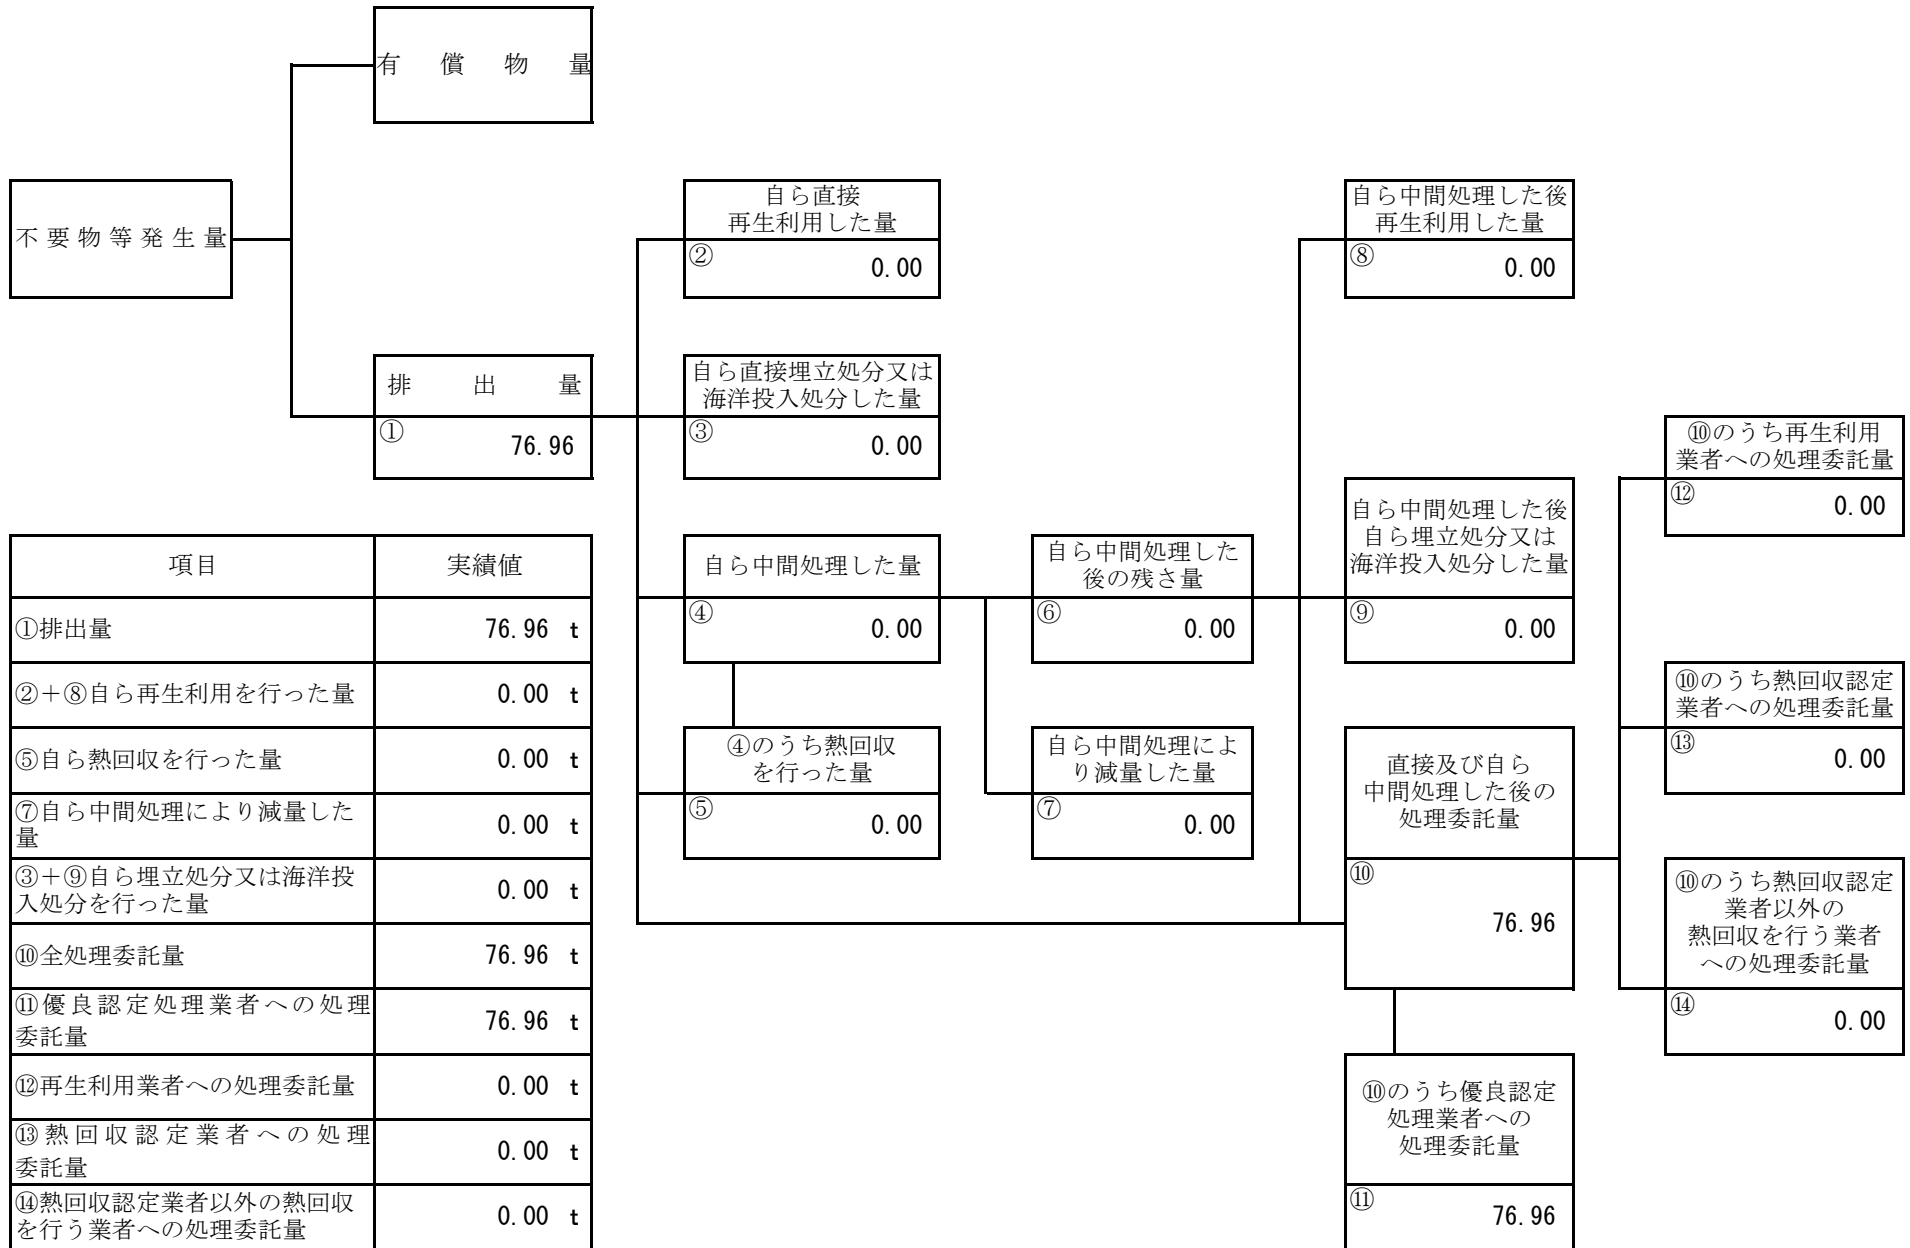 有償物量
不要物等発生量
排出量
①
76.96
自ら直接
再生利用した量
②
0.00
自ら直接埋立処分又は
海洋投入処分した量
③
0.00
自ら中間処理した量
④
0.00
④のうち熱回収
を行った量
⑤
0.00
自ら中間処理した
後の残さ量
⑥
0.00
自ら中間処理によ
り減量した量
⑦
0.00
自ら中間処理した後
再生利用した量
⑧
0.00
自ら中間処理した後
自ら埋立処分又は
海洋投入処分した量
⑨
0.00
直接及び自ら
中間処理した後の
処理委託量
⑩
76.96
⑩のうち優良認定
処理業者への
処理委託量
⑪
76.96
⑩のうち再生利用
業者への処理委託量
⑫
0.00
⑩のうち熱回収認定
業者への処理委託量
⑬
0.00
⑩のうち熱回収認定
業者以外の
熱回収を行う業者
への処理委託量
⑭
0.00
項目 実績値
①排出量 76.96 t
②＋⑧自ら再生利用を行った量 0.00 t
⑤自ら熱回収を行った量 0.00 t
⑦自ら中間処理により減量した
量 0.00 t
③＋⑨自ら埋立処分又は海洋投
入処分を行った量 0.00 t
⑩全処理委託量 76.96 t
⑪優良認定処理業者への処理
委託量 76.96 t
⑫再生利用業者への処理委託量 0.00 t
⑬熱回収認定業者への処理
委託量 0.00 t
⑭熱回収認定業者以外の熱回収
を行う業者への処理委託量 0.00 t